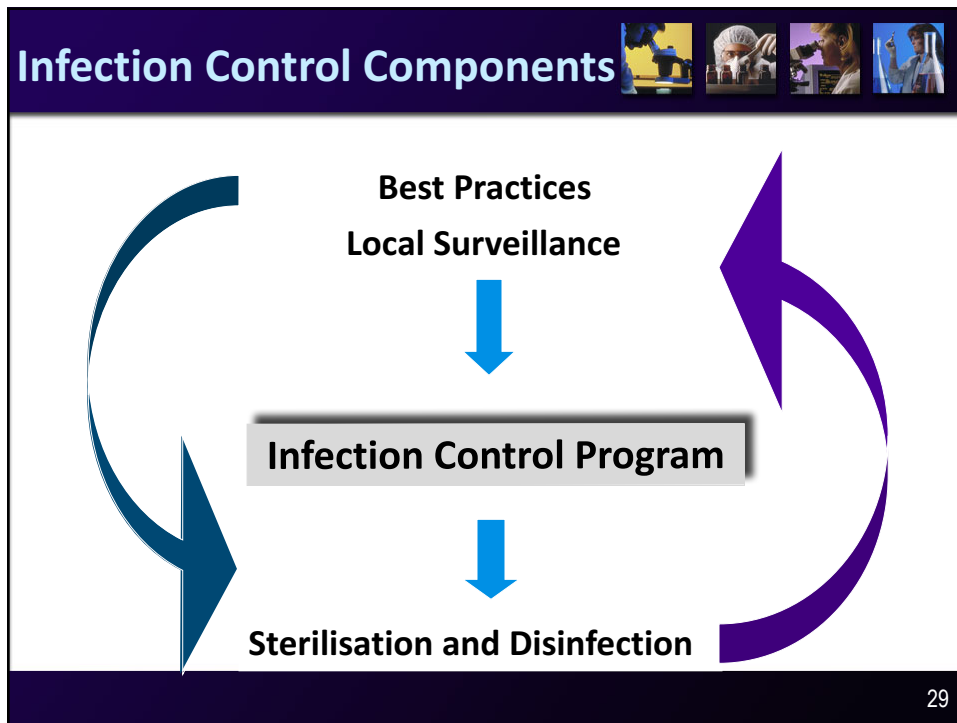 Infection Control Components
Best Practices
Local Surveillance
Infection Control Program
Sterilisation and Disinfection
29